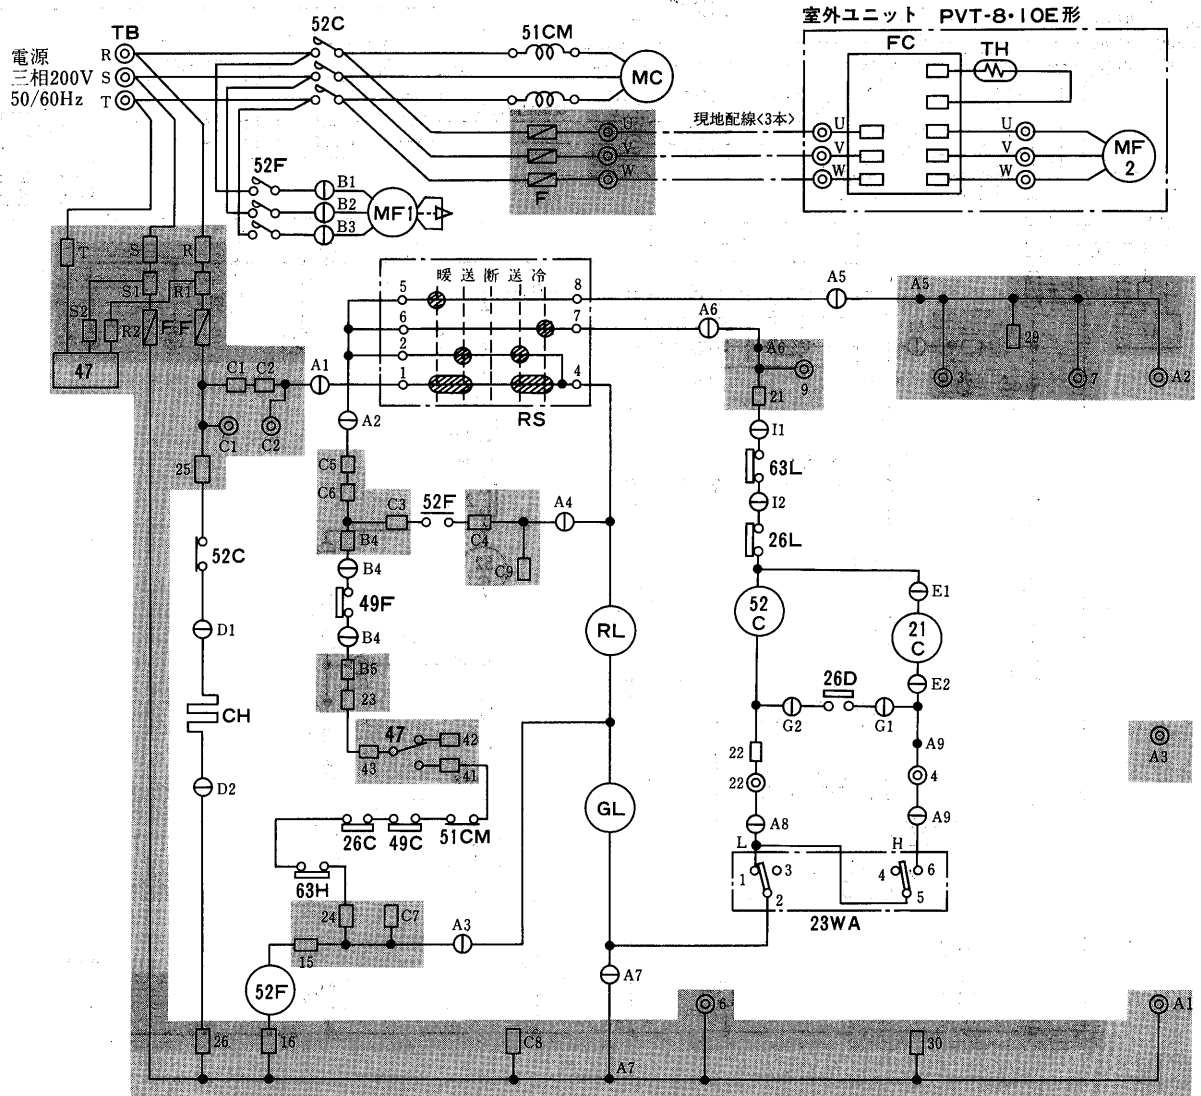 室外ユニット PVT-8・10E形
TB
52C
51CM
FC
TH
電源
三相200V
50/60Hz
R
S
T
MC
現地配線<3本>
U
V
W
U
V
W
U
V
W
MF
2
F
52F
B1
B2
B3
MF1
T
S
R
S1
R1
S2
R2
F
F
47
暖 送 断 送 冷
5
6
2
1
8
7
4
RS
A5
A5
A6
A6
9
21
3
29
7
A2
C1
C2
A1
C1
C2
A2
25
I1
63L
I2
26L
C5
C6
C3
52F
C4
A4
C9
B4
B4
49F
B4
B5
23
52C
D1
CH
D2
RL
GL
52
C
E1
21
C
E2
26D
G2
G1
A9
22
22
4
A8
A9
A3
47
42
43
41
26C
49C
51CM
63H
24
C7
A3
15
52F
L
H
1
3
2
4
6
5
23WA
A7
26
16
C8
A7
6
30
A1